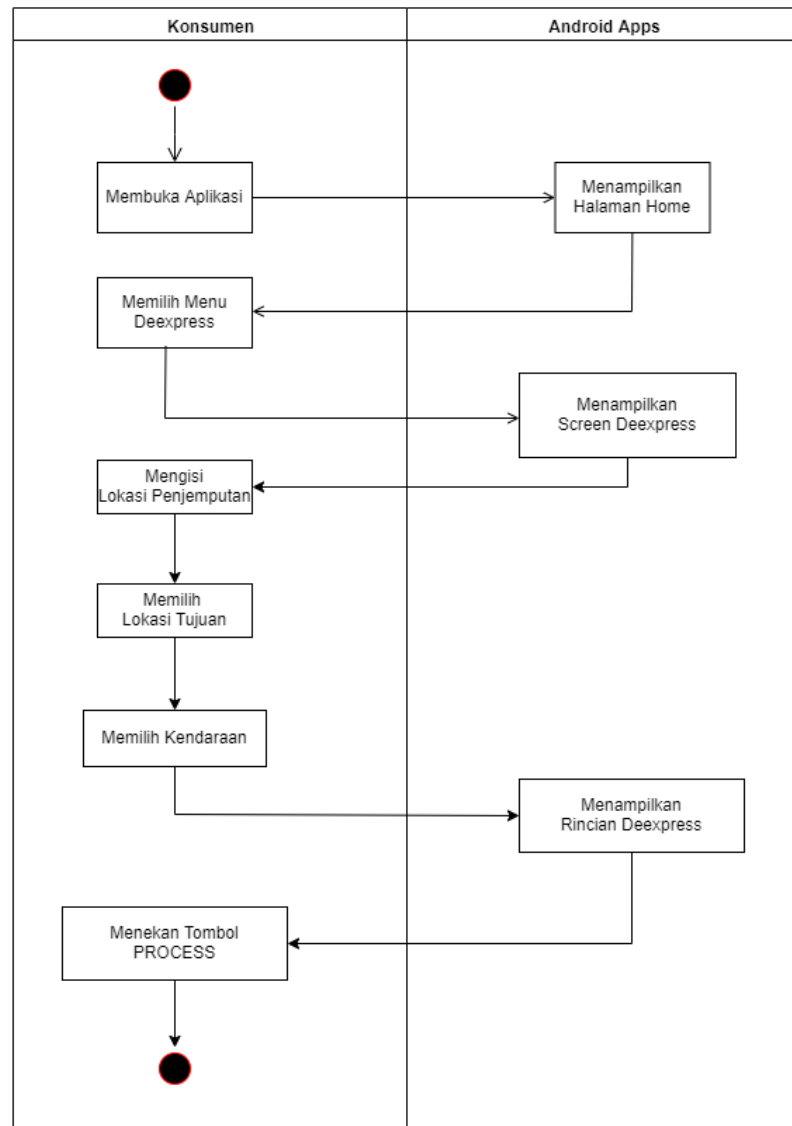 Konsumen
Android Apps
Membuka Aplikasi
Menampilkan
Halaman Home
Memilih Menu
Deexpress
Menampilkan
Screen Deexpress
Mengisi
Lokasi Penjemputan
Memilih
Lokasi Tujuan
Memilih Kendaraan
Menampilkan
Rincian Deexpress
Menekan Tombol
PROCESS